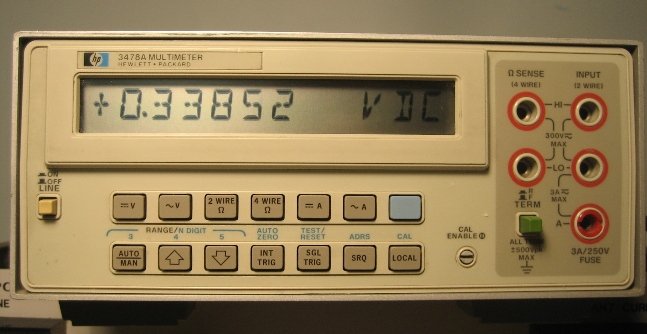 hp
3478A MULTIMETER
HEWLETT • PACKARD
+0.33852 VDC
Ω SENSE
(4 WIRE)
INPUT
(2 WIRE)
HI
300V
MAX
LO
3A
MAX
A
3A/250V
FUSE
ON
OFF
LINE
R
F
TERM
MAX
⎓ V
~ V
2 WIRE
Ω
4 WIRE
Ω
⎓ A
~ A
RANGE/N DIGIT
3 4 5
AUTO
ZERO
TEST/
RESET
ADRS
CAL
AUTO
MAN
INT
TRIG
SGL
TRIG
SRQ
LOCAL
CAL
ENABLE